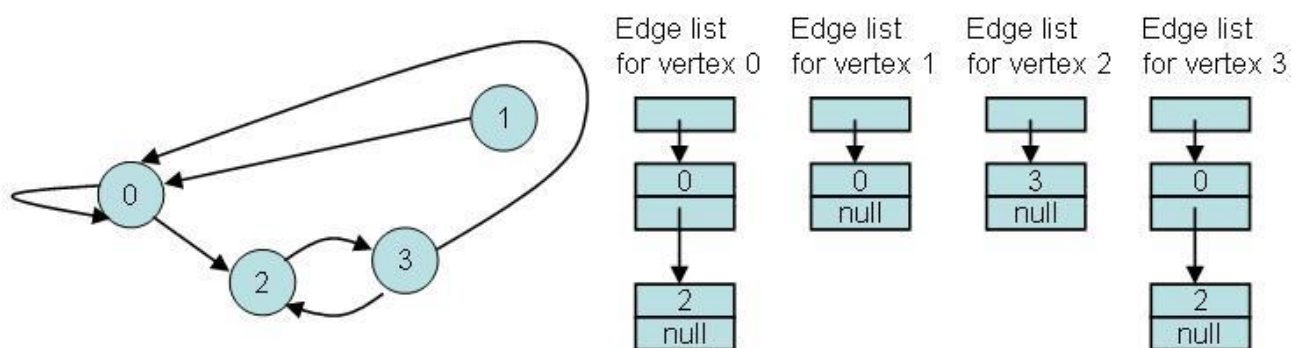 Edge list
for vertex 0
Edge list
for vertex 1
Edge list
for vertex 2
Edge list
for vertex 3
0
1
2
3
0
2
null
0
null
3
null
0
2
null